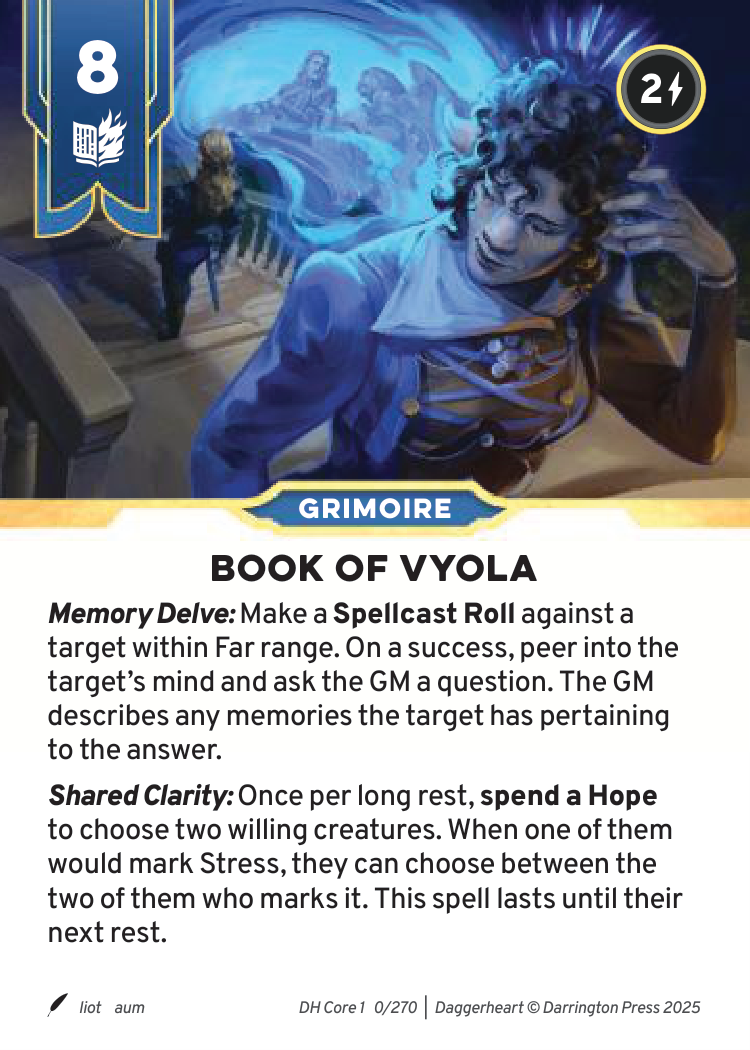 8
2
GRIMOIRE
BOOK OF VYOLA
Memory Delve: Make a Spellcast Roll against a
target within Far range. On a success, peer into the
target’s mind and ask the GM a question. The GM
describes any memories the target has pertaining
to the answer.
Shared Clarity: Once per long rest, spend a Hope
to choose two willing creatures. When one of them
would mark Stress, they can choose between the
two of them who marks it. This spell lasts until their
next rest.
liot aum
DH Core 1 0/270 | Daggerheart © Darrington Press 2025